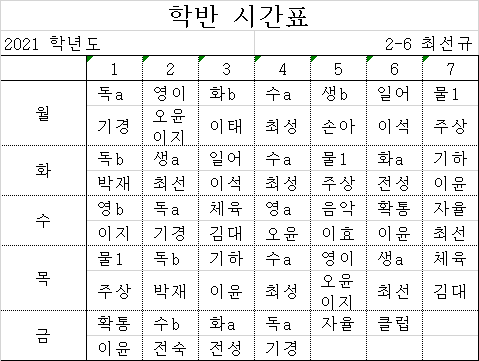 학반 시간표
2021 학년도 2-6 최선규
1 2 3 4 5 6 7
월 독a 영이 화b 수a 생b 일어 물1
기경 오윤이지 이태 최성 손아 이석 주상
화 독b 생a 일어 수a 물1 화a 기하
박재 최선 이석 최성 주상 전성 이윤
수 영b 독a 체육 영a 음악 확통 자율
이지 기경 김대 오윤 이효 이윤 최선
목 물1 독b 기하 수a 영이 생a 체육
주상 박재 이윤 최성 오윤이지 최선 김대
금 확통 수b 화a 독a 자율 클럽
이윤 전숙 전성 기경